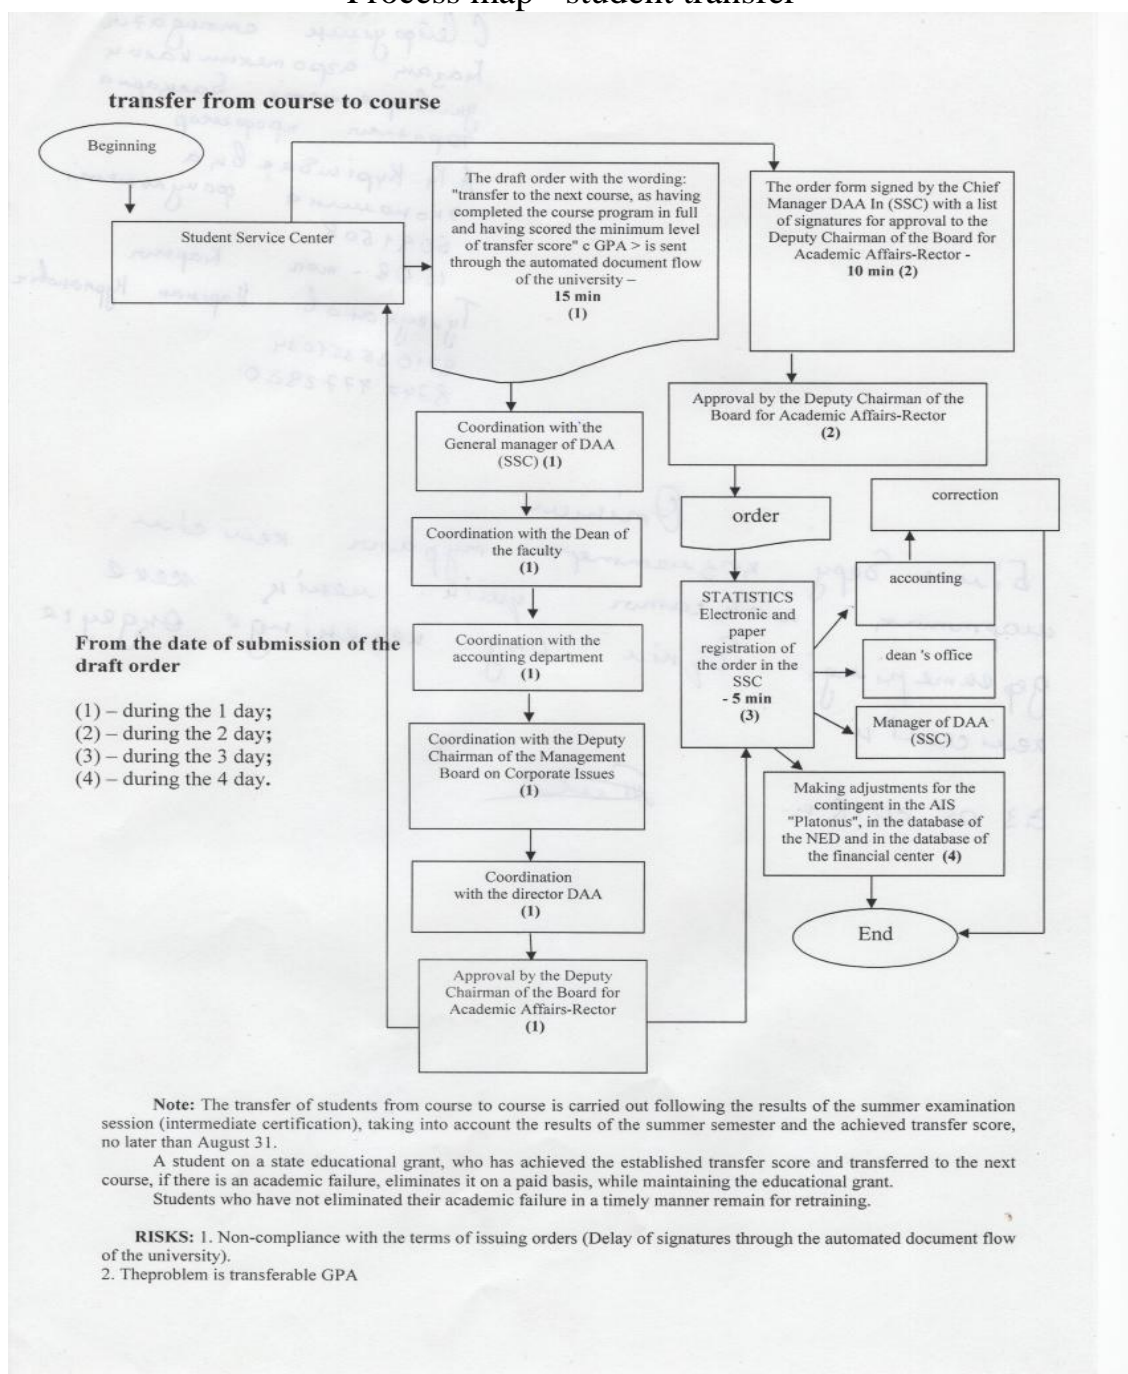 Process map - student transfer
transfer from course to course
Beginning
Student Service Center
The draft order with the wording:
"transfer to the next course, as having
completed the course program in full
and having scored the minimum level
of transfer score" c GPA > is sent
through the automated document flow
of the university –
15 min
(1)
The order form signed by the Chief
Manager DAA In (SSC) with a list
of signatures for approval to the
Deputy Chairman of the Board for
Academic Affairs-Rector -
10 min (2)
Approval by the Deputy Chairman of the
Board for Academic Affairs-Rector
(2)
Coordination with the
General manager of DAA
(SSC) (1)
order
correction
Coordination with the Dean of
the faculty
(1)
accounting
STATISTICS
Electronic and
paper
registration of
the order in the
SSC
- 5 min
(3)
dean 's office
Manager of DAA
(SSC)
Coordination with the
accounting department
(1)
From the date of submission of the
draft order
(1) – during the 1 day;
(2) – during the 2 day;
(3) – during the 3 day;
(4) – during the 4 day.
Coordination with the Deputy
Chairman of the Management
Board on Corporate Issues
(1)
Making adjustments for the
contingent in the AIS
"Platonus", in the database of
the NED and in the database of
the financial center (4)
Coordination
with the director DAA
(1)
End
Approval by the Deputy
Chairman of the Board for
Academic Affairs-Rector
(1)
Note: The transfer of students from course to course is carried out following the results of the summer examination
session (intermediate certification), taking into account the results of the summer semester and the achieved transfer score,
no later than August 31.
A student on a state educational grant, who has achieved the established transfer score and transferred to the next
course, if there is an academic failure, eliminates it on a paid basis, while maintaining the educational grant.
Students who have not eliminated their academic failure in a timely manner remain for retraining.
RISKS: 1. Non-compliance with the terms of issuing orders (Delay of signatures through the automated document flow
of the university).
2. Theproblem is transferable GPA